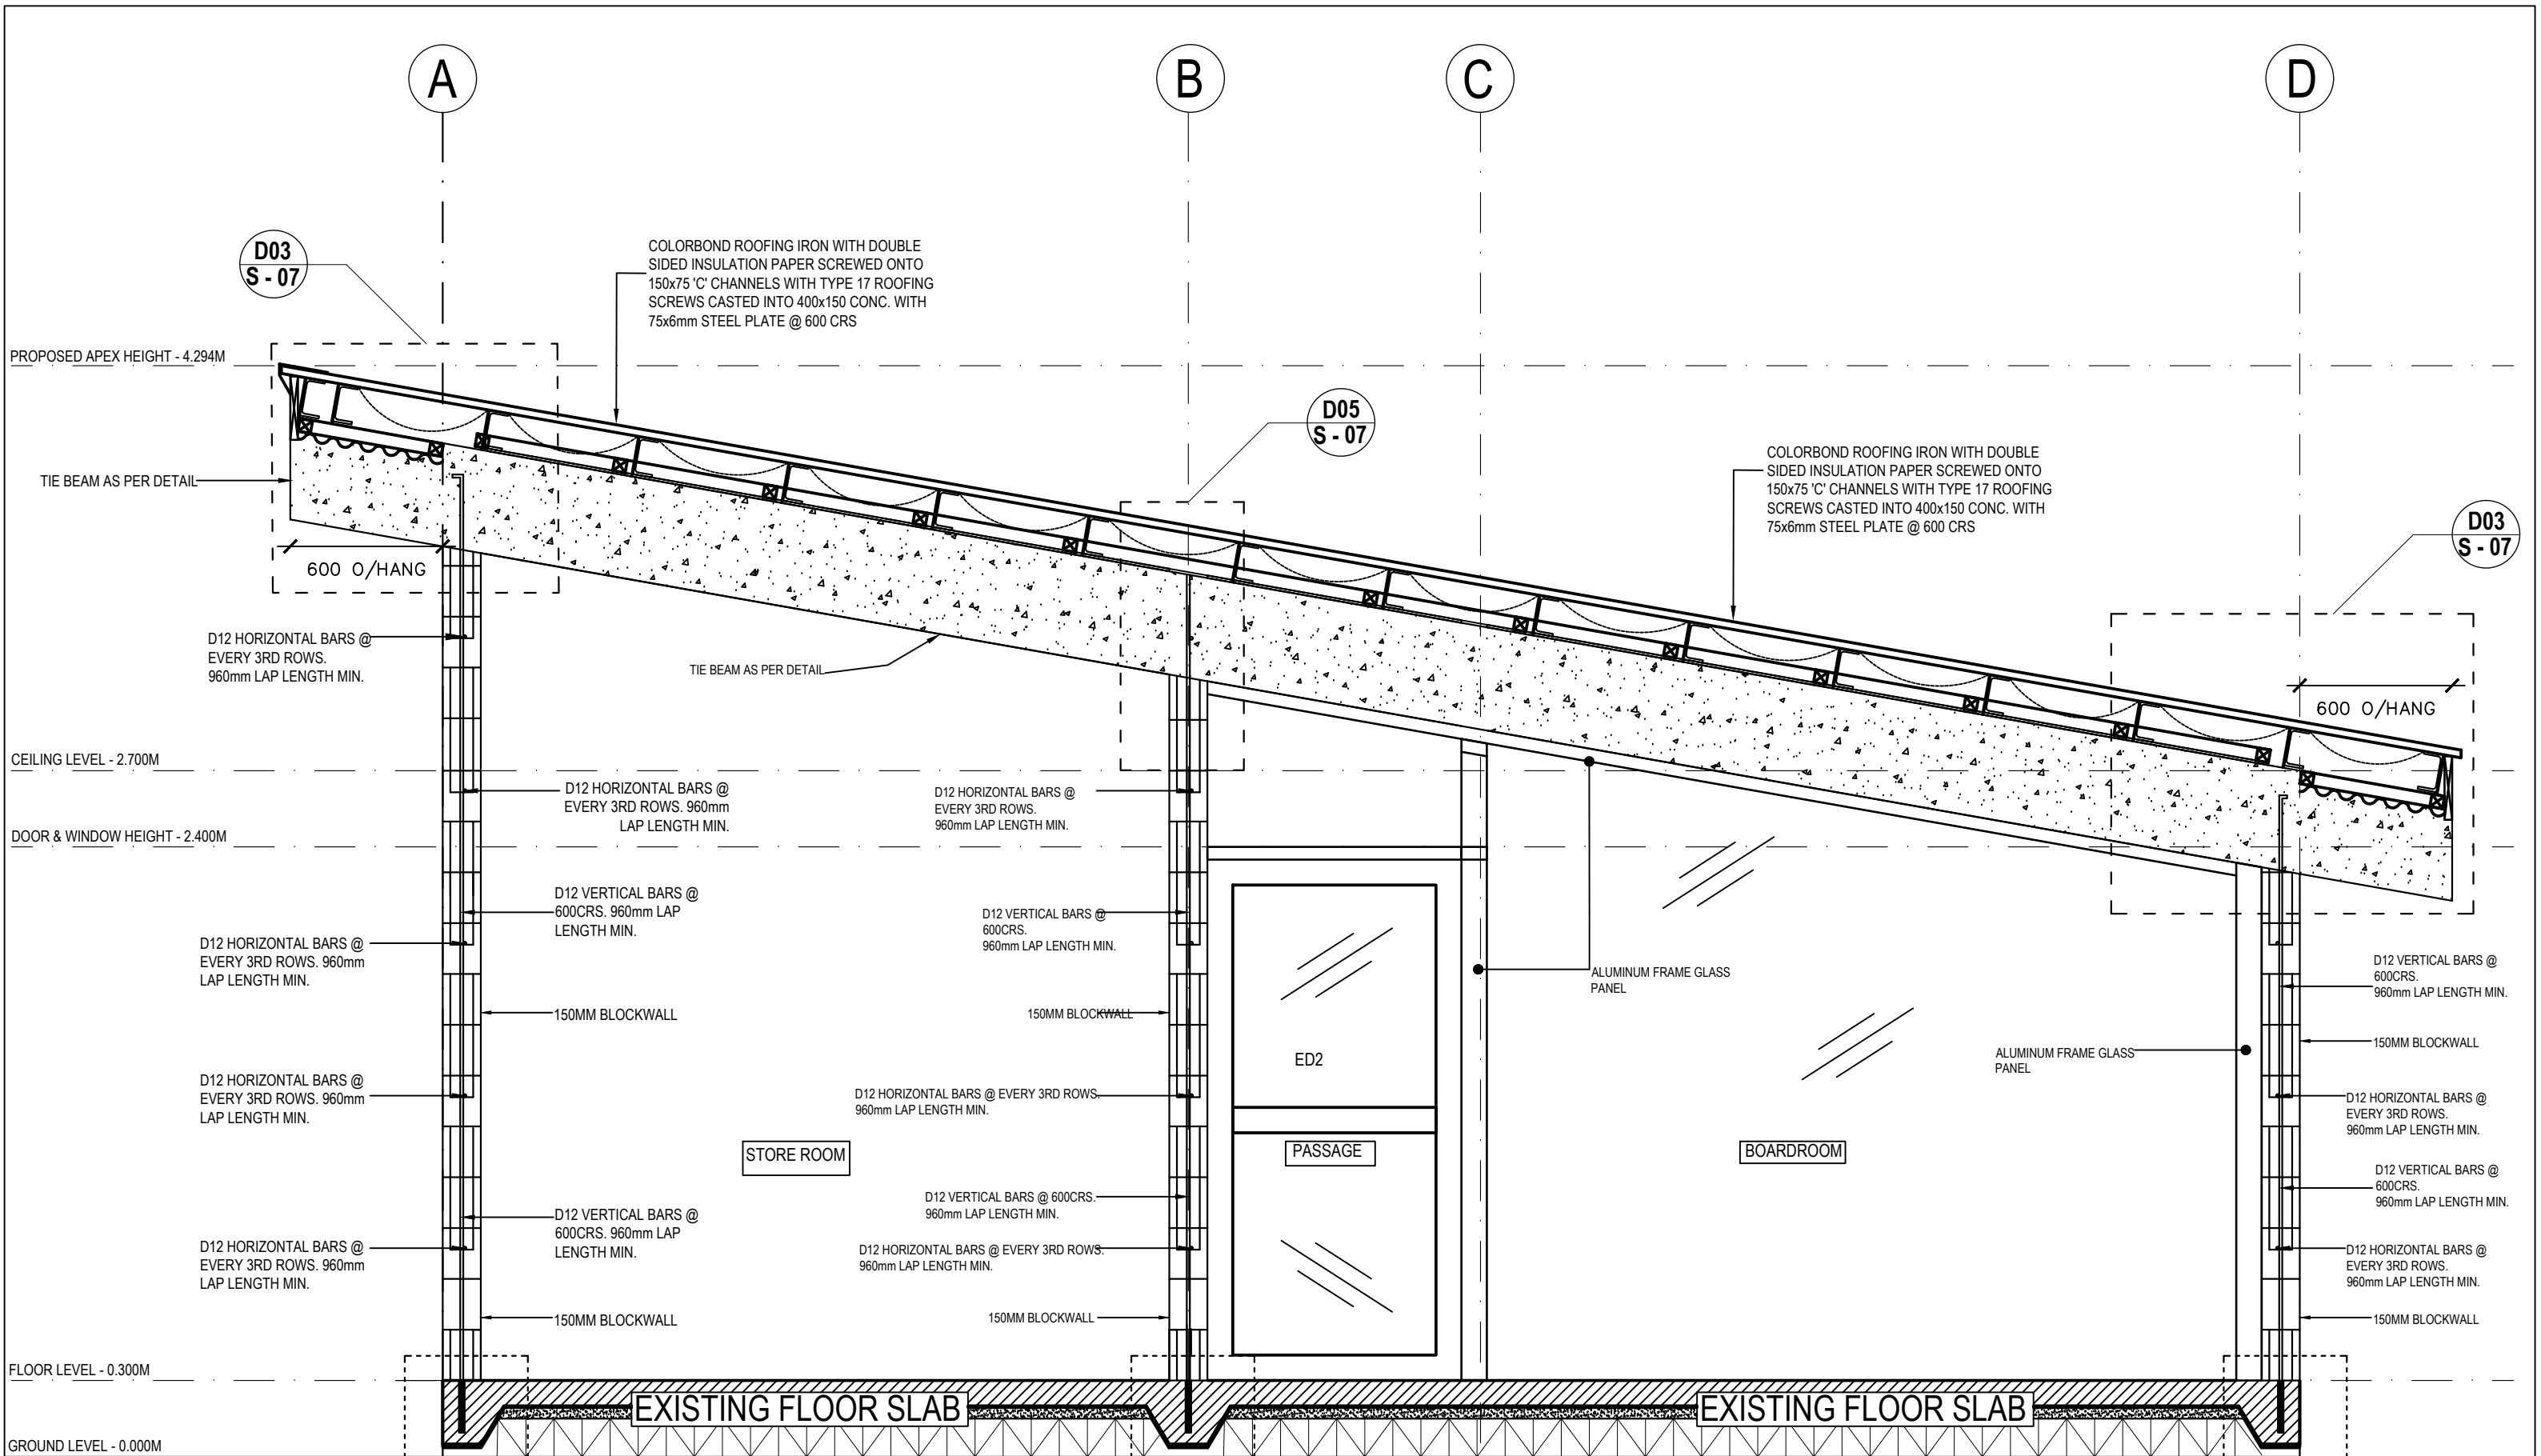 A
B
C
D
D03
S - 07
COLORBOND ROOFING IRON WITH DOUBLE
SIDED INSULATION PAPER SCREWED ONTO
150x75 'C' CHANNELS WITH TYPE 17 ROOFING
SCREWS CASTED INTO 400x150 CONC. WITH
75x6mm STEEL PLATE @ 600 CRS
PROPOSED APEX HEIGHT - 4.294M
D05
S - 07
COLORBOND ROOFING IRON WITH DOUBLE
SIDED INSULATION PAPER SCREWED ONTO
150x75 'C' CHANNELS WITH TYPE 17 ROOFING
SCREWS CASTED INTO 400x150 CONC. WITH
75x6mm STEEL PLATE @ 600 CRS
D03
S - 07
TIE BEAM AS PER DETAIL
600 O/HANG
D12 HORIZONTAL BARS @
EVERY 3RD ROWS.
960mm LAP LENGTH MIN.
TIE BEAM AS PER DETAIL
600 O/HANG
CEILING LEVEL - 2.700M
D12 HORIZONTAL BARS @
EVERY 3RD ROWS. 960mm
LAP LENGTH MIN.
D12 HORIZONTAL BARS @
EVERY 3RD ROWS.
960mm LAP LENGTH MIN.
DOOR & WINDOW HEIGHT - 2.400M
D12 VERTICAL BARS @
600CRS. 960mm LAP
LENGTH MIN.
D12 VERTICAL BARS @
600CRS.
960mm LAP LENGTH MIN.
D12 HORIZONTAL BARS @
EVERY 3RD ROWS. 960mm
LAP LENGTH MIN.
ALUMINUM FRAME GLASS
PANEL
D12 VERTICAL BARS @
600CRS.
960mm LAP LENGTH MIN.
150MM BLOCKWALL
150MM BLOCKWALL
150MM BLOCKWALL
ED2
ALUMINUM FRAME GLASS
PANEL
D12 HORIZONTAL BARS @
EVERY 3RD ROWS. 960mm
LAP LENGTH MIN.
D12 HORIZONTAL BARS @ EVERY 3RD ROWS.
960mm LAP LENGTH MIN.
D12 HORIZONTAL BARS @
EVERY 3RD ROWS.
960mm LAP LENGTH MIN.
STORE ROOM
PASSAGE
BOARDROOM
D12 VERTICAL BARS @
600CRS.
960mm LAP LENGTH MIN.
D12 VERTICAL BARS @ 600CRS.
960mm LAP LENGTH MIN.
D12 VERTICAL BARS @
600CRS. 960mm LAP
LENGTH MIN.
D12 HORIZONTAL BARS @
EVERY 3RD ROWS. 960mm
LAP LENGTH MIN.
D12 HORIZONTAL BARS @ EVERY 3RD ROWS.
960mm LAP LENGTH MIN.
D12 HORIZONTAL BARS @
EVERY 3RD ROWS.
960mm LAP LENGTH MIN.
150MM BLOCKWALL
150MM BLOCKWALL
150MM BLOCKWALL
FLOOR LEVEL - 0.300M
EXISTING FLOOR SLAB
EXISTING FLOOR SLAB
GROUND LEVEL - 0.000M